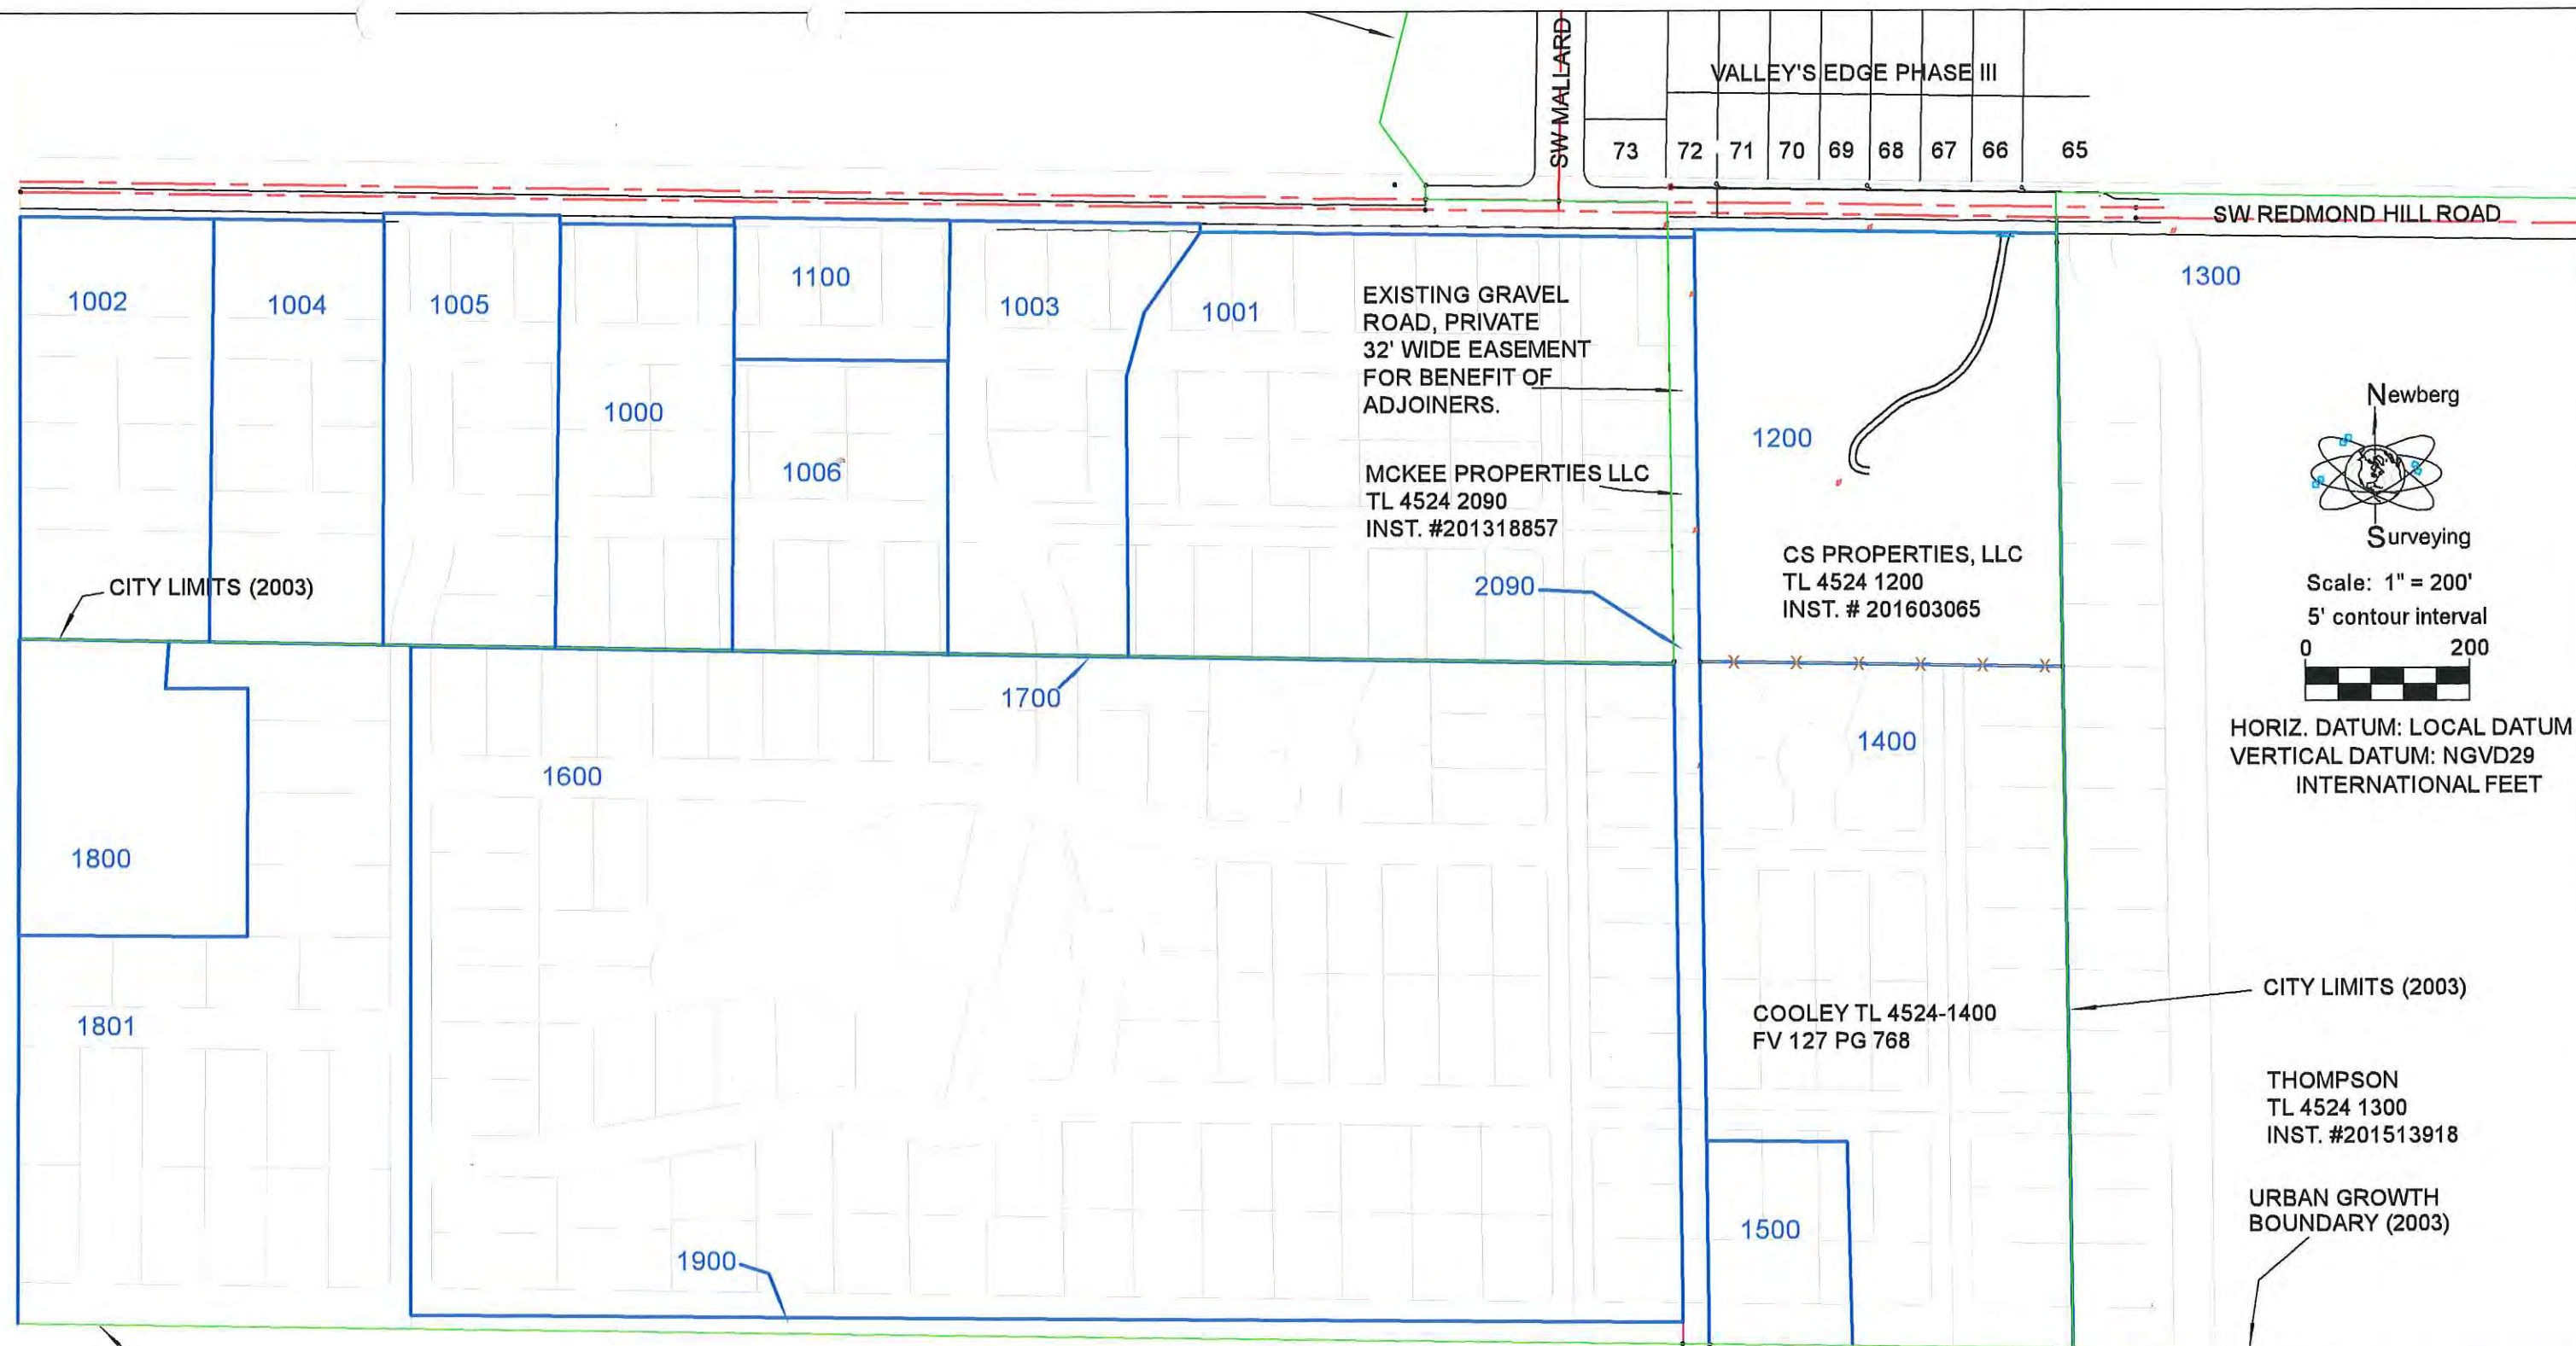 SW MALLARD
VALLEY'S EDGE PHASE III
73 72 71 70 69 68 67 66 65
SW REDMOND HILL ROAD
1300
1002
1004
1005
1100
1003
1001
1000
1006
EXISTING GRAVEL
ROAD, PRIVATE
32' WIDE EASEMENT
FOR BENEFIT OF
ADJOINERS.
1200
MCKEE PROPERTIES LLC
TL 4524 2090
INST. #201318857
2090
CS PROPERTIES, LLC
TL 4524 1200
INST. # 201603065
Newberg
Surveying
Scale: 1" = 200'
5' contour interval
0 200
HORIZ. DATUM: LOCAL DATUM
VERTICAL DATUM: NGVD29
INTERNATIONAL FEET
CITY LIMITS (2003)
1700
1600
1400
1800
1801
COOLEY TL 4524-1400
FV 127 PG 768
CITY LIMITS (2003)
THOMPSON
TL 4524 1300
INST. #201513918
URBAN GROWTH
BOUNDARY (2003)
1500
1900